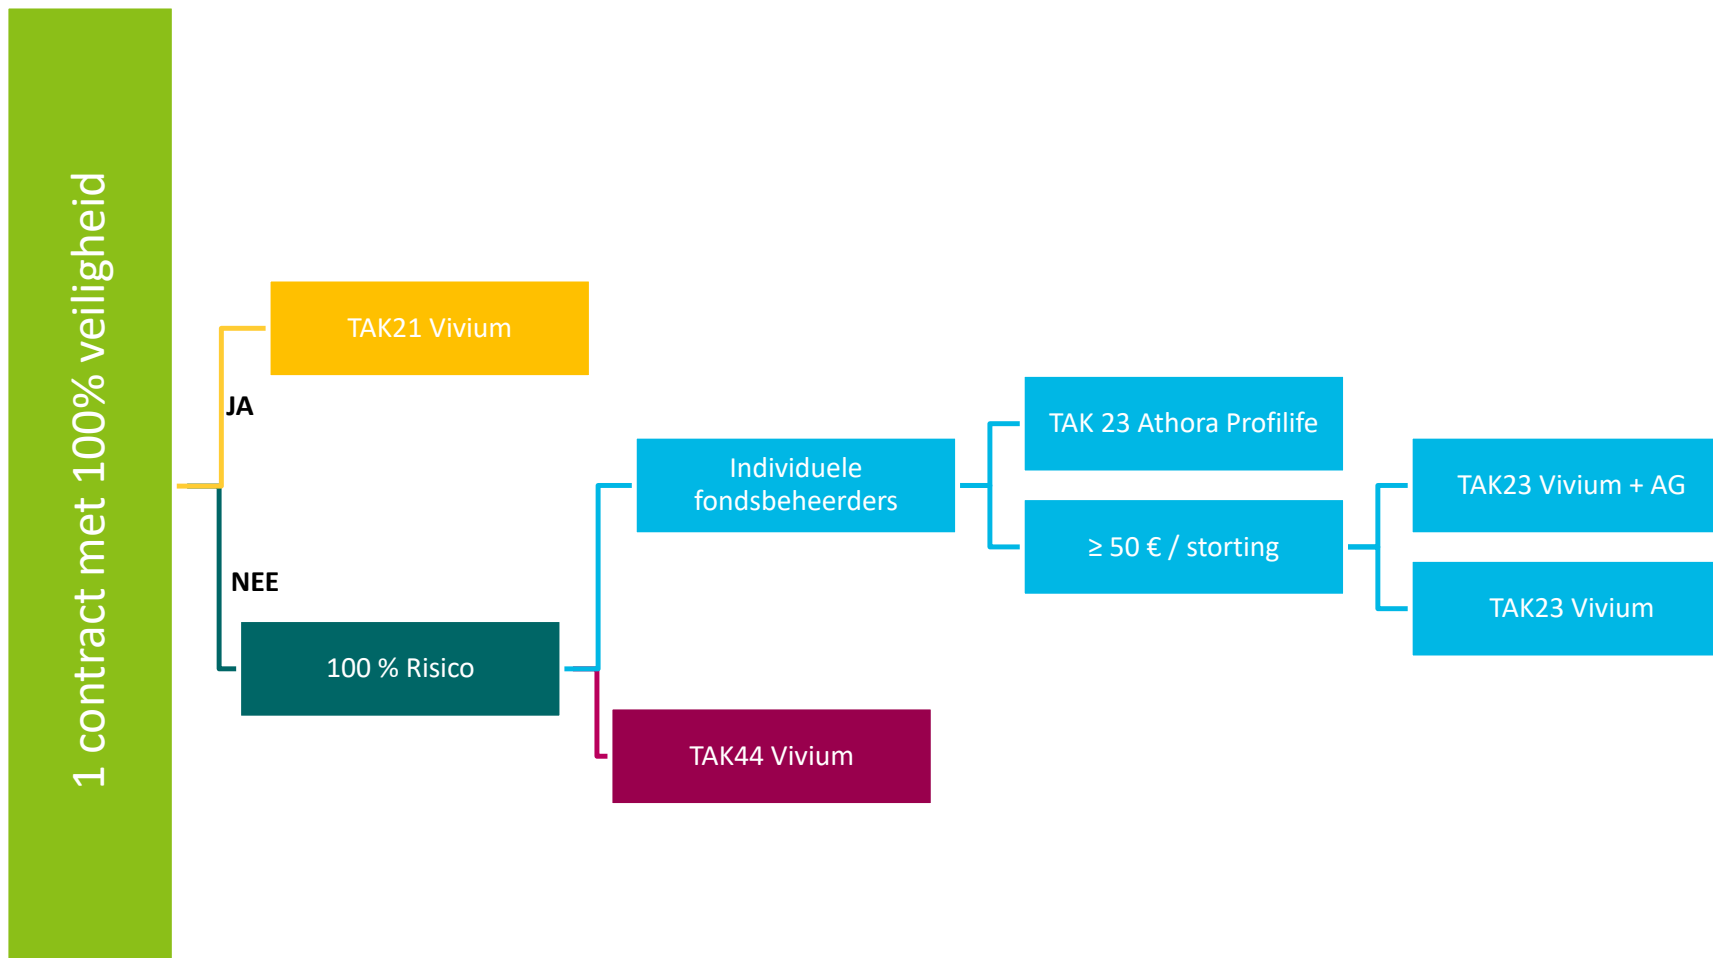 1 contract met 100% veiligheid
TAK21 Vivium
JA
NEE
100 % Risico
Individuele
fondsbeheerders
TAK44 Vivium
TAK 23 Athora Profilife
≥ 50 € / storting
TAK23 Vivium + AG
TAK23 Vivium